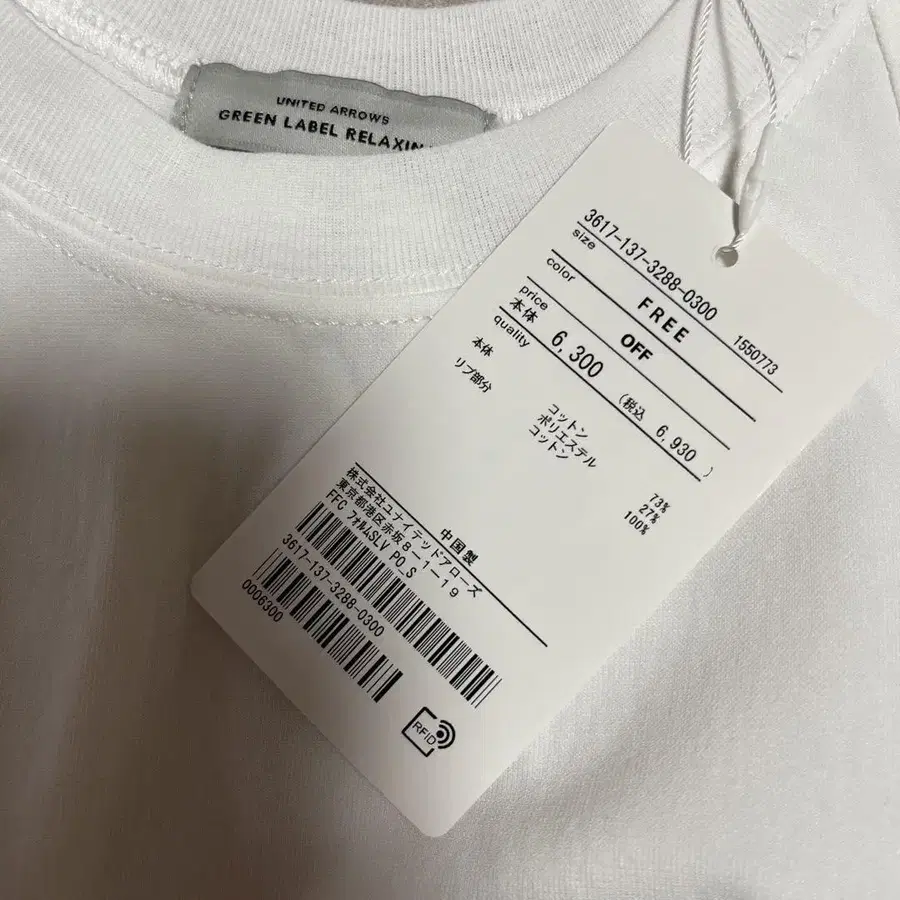 UNITED ARROWS
GREEN LABEL RELAXIN
3617-137-3288-0300 1550773
size FREE
color OFF
price
本体 6,300 (税込 6,930)
quality
本体 コットン 73%
ポリエステル 27%
リブ部分 コットン 100%
中国製
株式会社ユナイテッドアローズ
東京都港区赤坂8-1-19
FFC フォルムSLV PO_S
3617-137-3288-0300
0006300
RFID